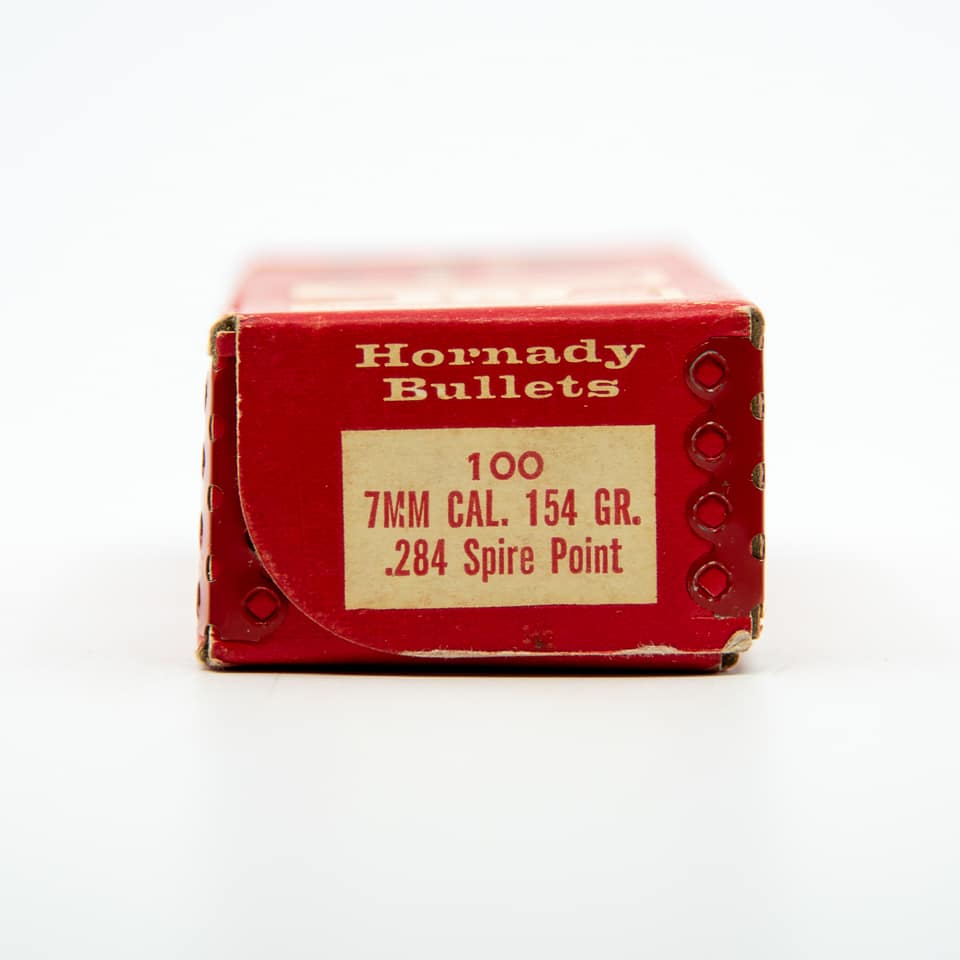 Hornady
Bullets
100
7MM CAL. 154 GR.
.284 Spire Point